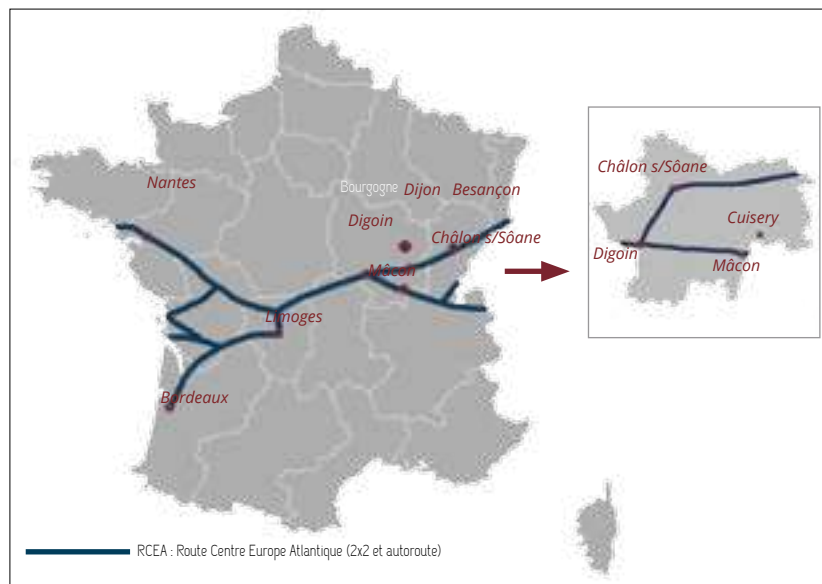 Nantes
Bourgogne
Dijon
Besançon
Digoin
Châlon s/Sôane
Mâcon
Limoges
Bordeaux
Châlon s/Sôane
Cuisery
Digoin
Mâcon
RCEA : Route Centre Europe Atlantique (2x2 et autoroute)